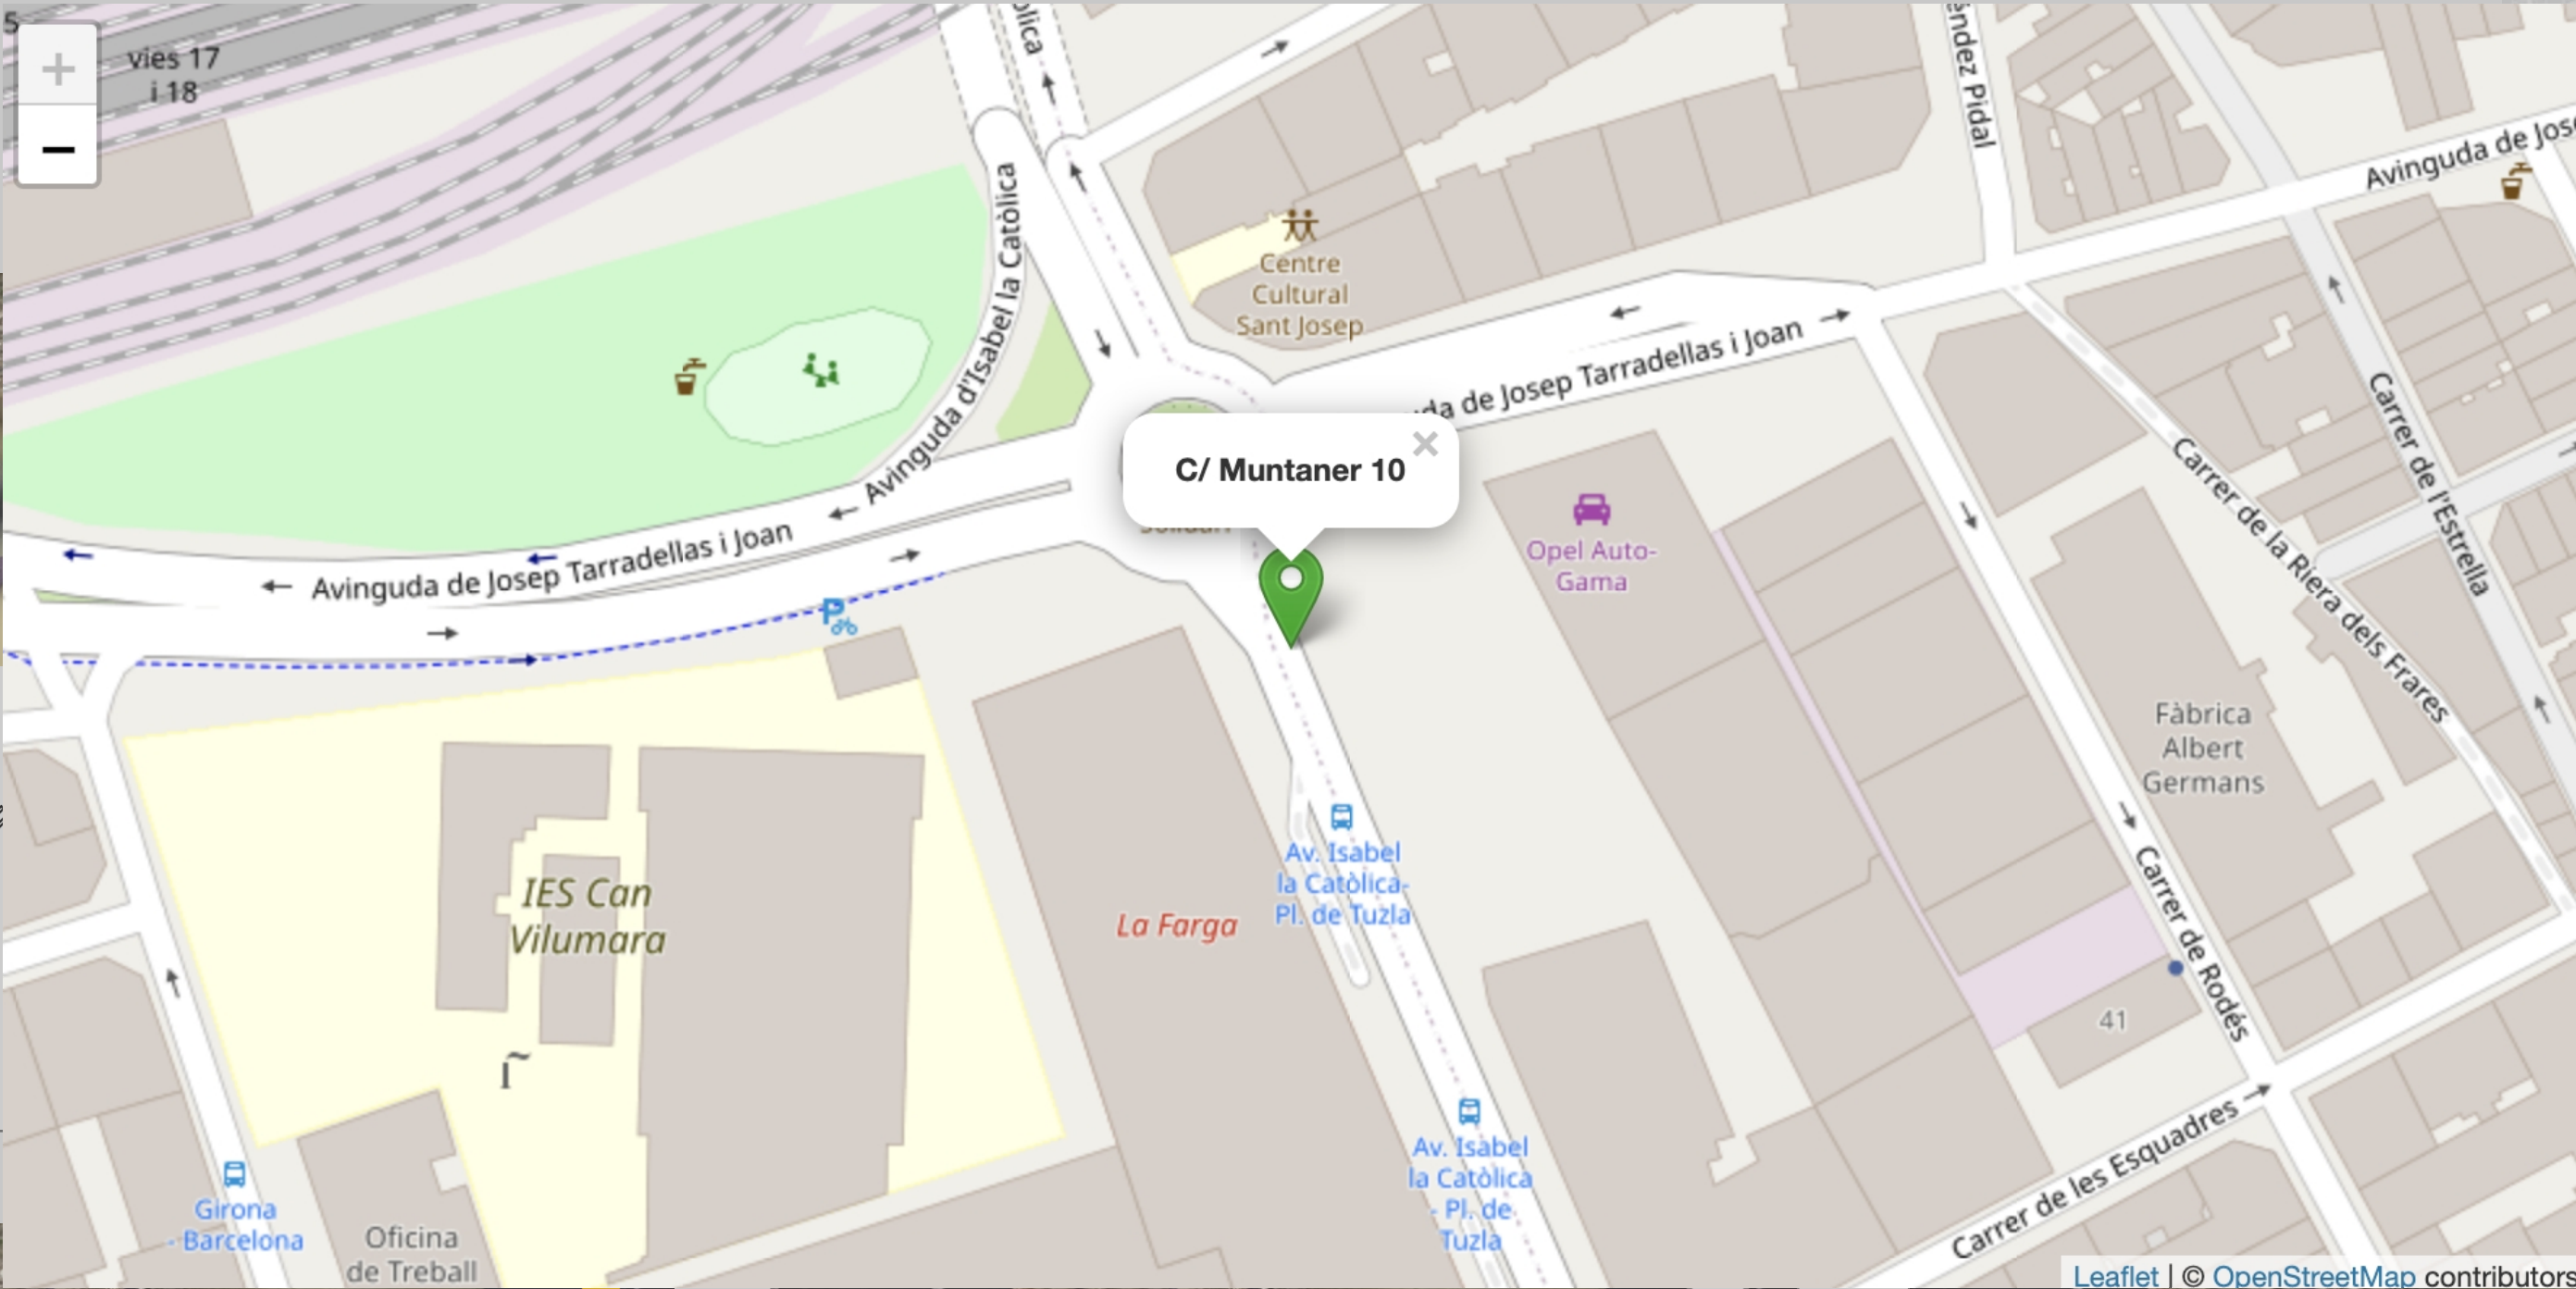 5
+
−
vies 17
i 18
Avinguda d'Isabel la Catòlica
Centre
Cultural
Sant Josep
Avinguda de Josep Tarradellas i Joan
da de Josep Tarradellas i Joan
Pidal
Avinguda de
Carrer de l'Estrella
Carrer de la Riera dels Frares
C/ Muntaner 10
×
Opel Auto-
Gama
P
Fàbrica
Albert
Germans
IES Can
Vilumara
La Farga
Av. Isabel
la Catòlica-
Pl. de Tuzla
Carrer de Rodés
41
Av. Isabel
la Catòlica
- Pl. de
Tuzla
Carrer de les Esquadres
Girona
- Barcelona
Oficina
de Treball
Leaflet | © OpenStreetMap contributors